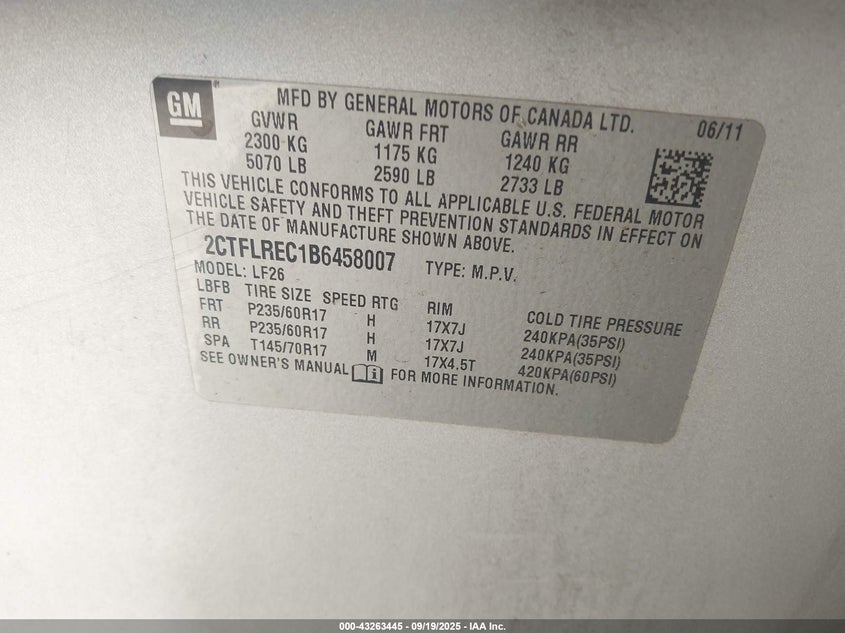 GM
MFD BY GENERAL MOTORS OF CANADA LTD. 06/11
GVWR GAWR FRT GAWR RR
2300 KG 1175 KG 1240 KG
5070 LB 2590 LB 2733 LB
THIS VEHICLE CONFORMS TO ALL APPLICABLE U.S. FEDERAL MOTOR
VEHICLE SAFETY AND THEFT PREVENTION STANDARDS IN EFFECT ON
THE DATE OF MANUFACTURE SHOWN ABOVE.
2CTFLREC1B6458007 TYPE: M.P.V.
MODEL: LF26
LBFB TIRE SIZE SPEED RTG RIM COLD TIRE PRESSURE
FRT P235/60R17 H 17X7J 240KPA(35PSI)
RR P235/60R17 H 17X7J 240KPA(35PSI)
SPA T145/70R17 M 17X4.5T 420KPA(60PSI)
SEE OWNER'S MANUAL FOR MORE INFORMATION.
000-43263445 - 09/19/2025 - IAA Inc.